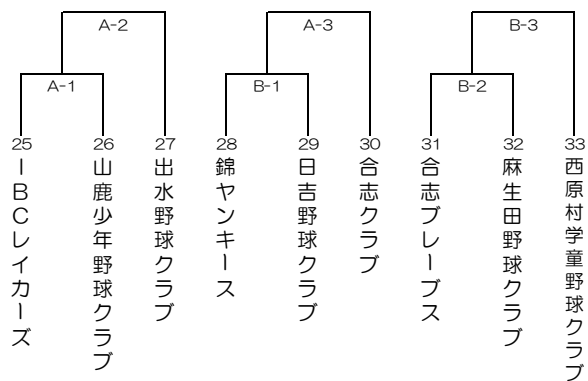 A-2
A-3
B-3
A-1
B-1
B-2
25
26
27
28
29
30
31
32
33
IBCレイカーズ
山鹿少年野球クラブ
出水野球クラブ
錦ヤンキース
日吉野球クラブ
合志クラブ
合志ブレーブス
麻生田野球クラブ
西原村学童野球クラブ